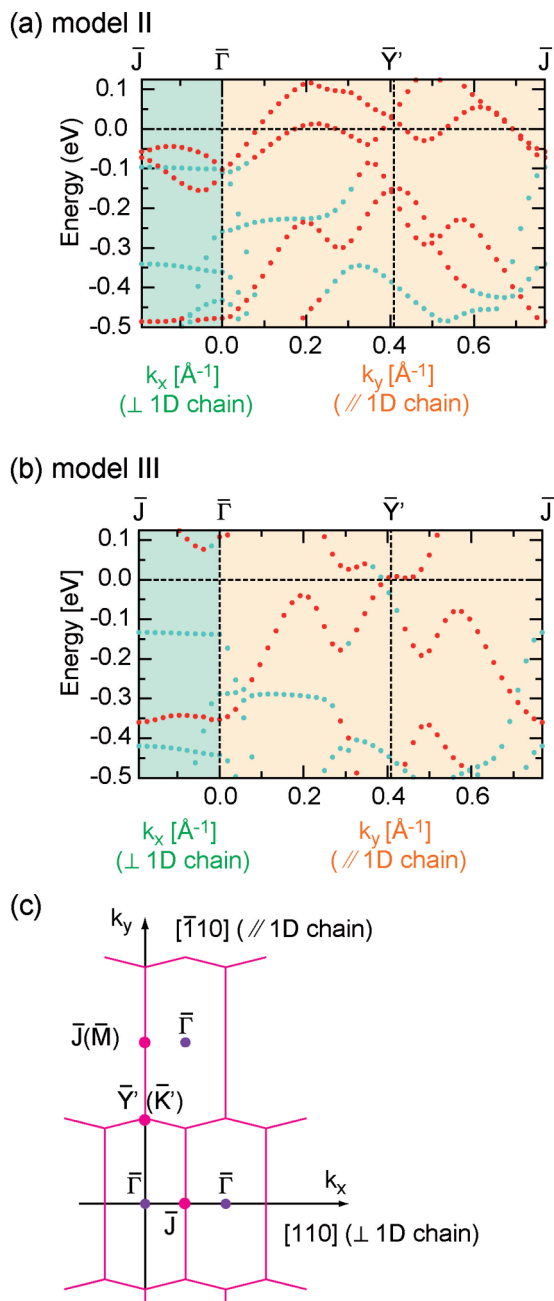 (a) model II
J̄ Γ̄ Ȳ’ J̄
0.1
0.0
-0.1
-0.2
-0.3
-0.4
-0.5
Energy (eV)
0.0 0.2 0.4 0.6
kx [Å-1] ky [Å-1]
(⊥ 1D chain) (// 1D chain)
(b) model III
J̄ Γ̄ Ȳ’ J̄
0.1
0.0
-0.1
-0.2
-0.3
-0.4
-0.5
Energy [eV]
0.0 0.2 0.4 0.6
kx [Å-1] ky [Å-1]
(⊥ 1D chain) (// 1D chain)
(c)
ky [1̄10] (// 1D chain)
J̄(M̄) Γ̄
Ȳ’ (K̄’)
Γ̄ Γ̄ kx
J̄ [110] (⊥ 1D chain)